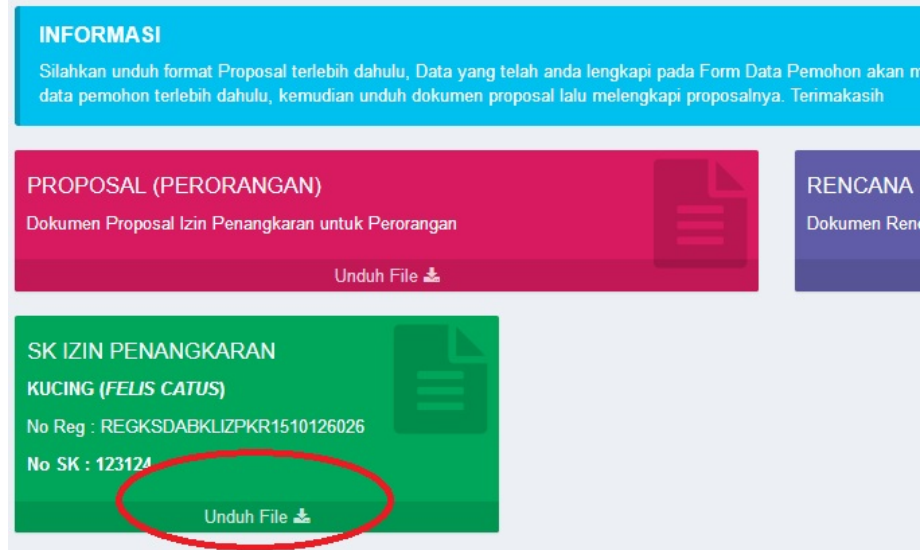 INFORMASI
Silahkan unduh format Proposal terlebih dahulu, Data yang telah anda lengkapi pada Form Data Pemohon akan
data pemohon terlebih dahulu, kemudian unduh dokumen proposal lalu melengkapi proposalnya. Terimakasih
PROPOSAL (PERORANGAN)
Dokumen Proposal Izin Penangkaran untuk Perorangan
Unduh File
RENCANA
Dokumen
SK IZIN PENANGKARAN
KUCING (FELIS CATUS)
No Reg : REGKSDABKLIZPKR1510126026
No SK : 123124
Unduh File